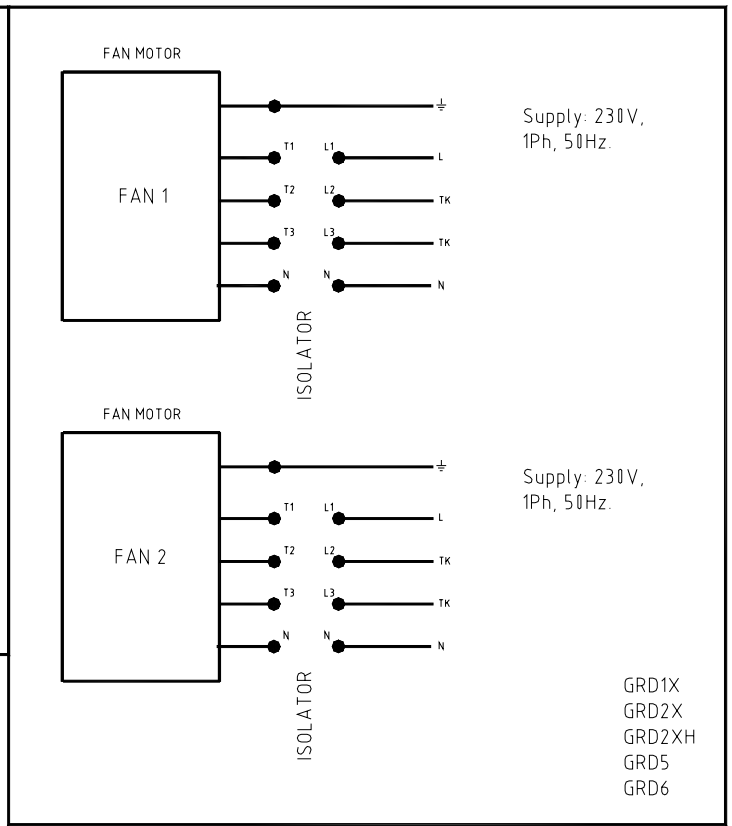 FAN MOTOR
FAN 1
Supply: 230V,
1Ph, 50Hz.
T1 L1 L
T2 L2 TK
T3 L3 TK
N N N
ISOLATOR
FAN MOTOR
FAN 2
Supply: 230V,
1Ph, 50Hz.
T1 L1 L
T2 L2 TK
T3 L3 TK
N N N
ISOLATOR
GRD1X
GRD2X
GRD2XH
GRD5
GRD6